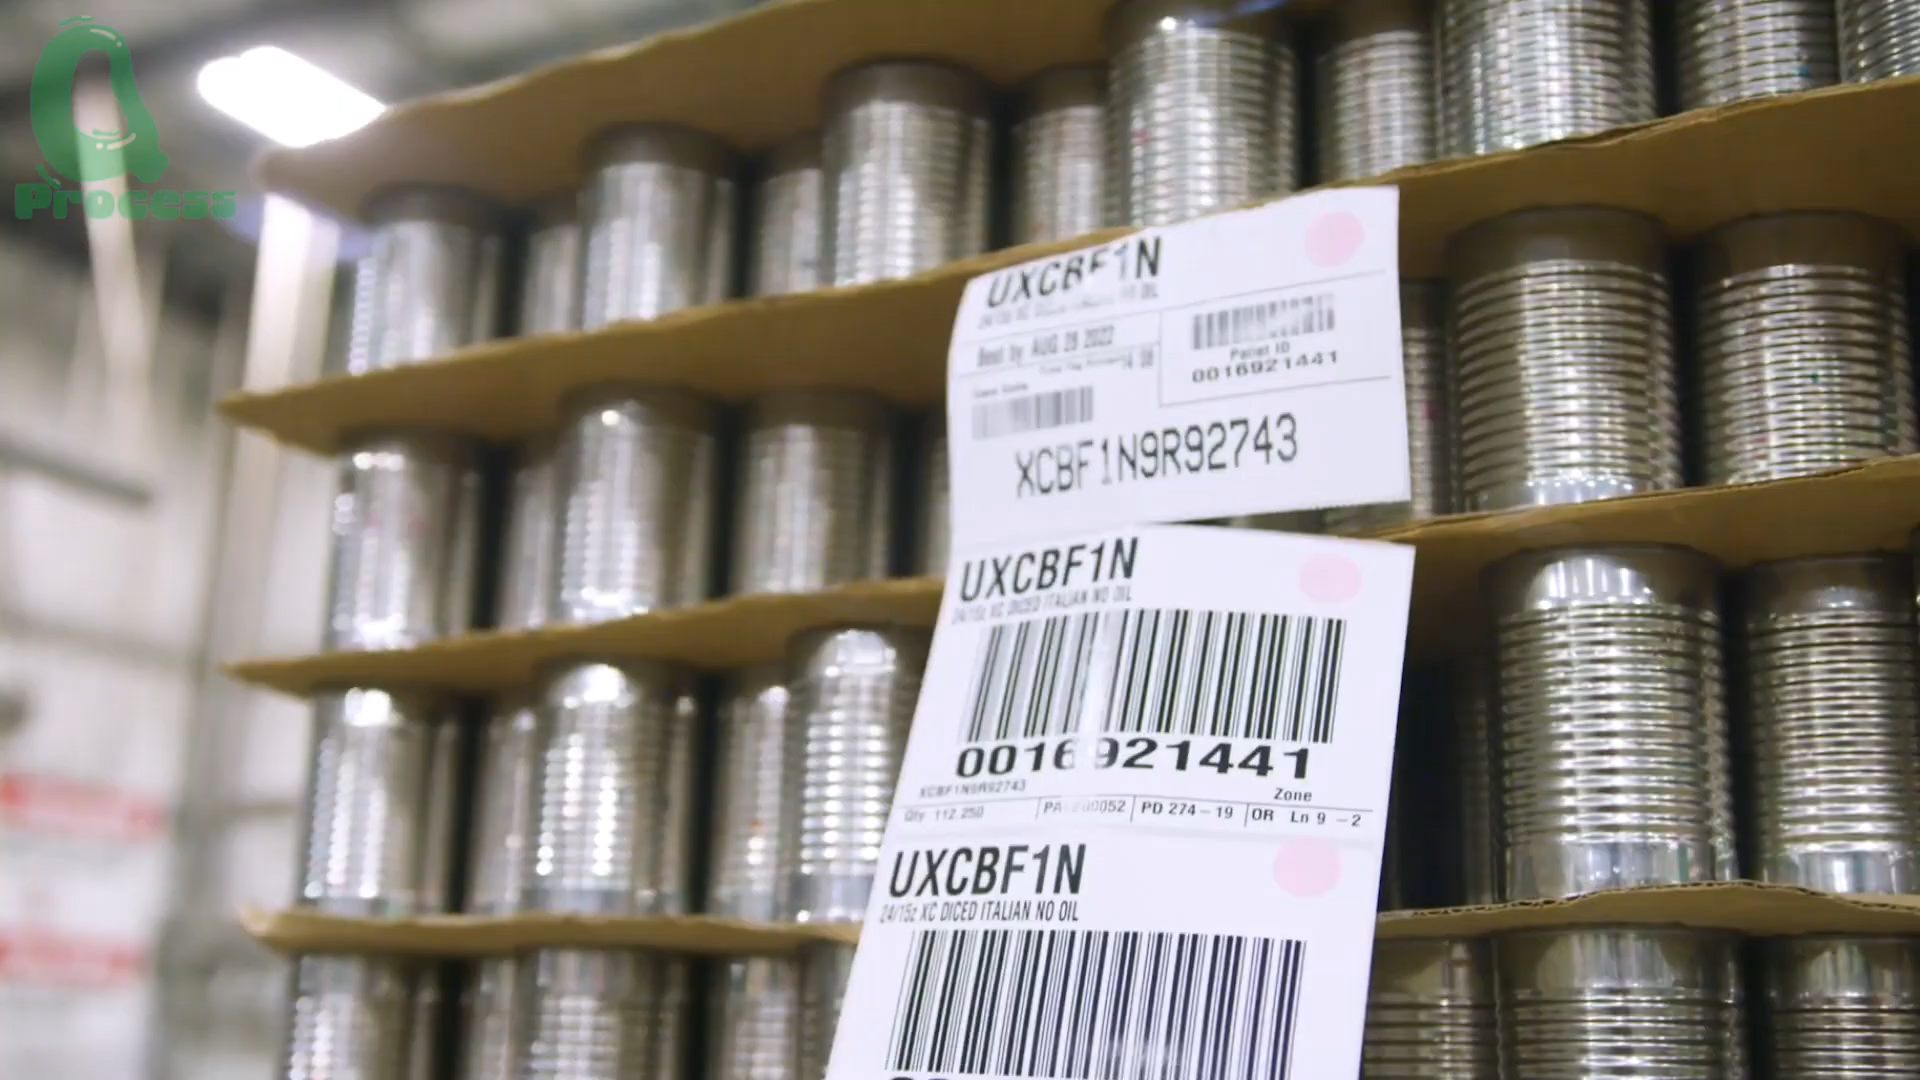 Process
UXCBF1N
Best by AUG 28 2022
Pallet ID
0016921441
XCBF1N9R92743
UXCBF1N
24/15z XC DICED ITALIAN NO OIL
0016921441
XCBF1N9R92743
Zone
Qty 112.250
PD 274-19
OR Ln 9 -2
UXCBF1N
24/15z XC DICED ITALIAN NO OIL